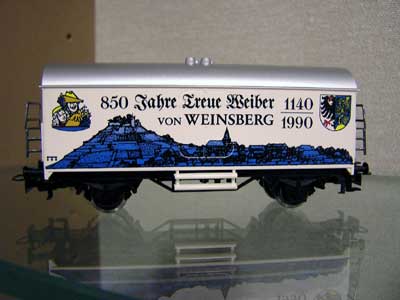 850 Jahre Treue Weiber 1140
VON WEINSBERG 1990